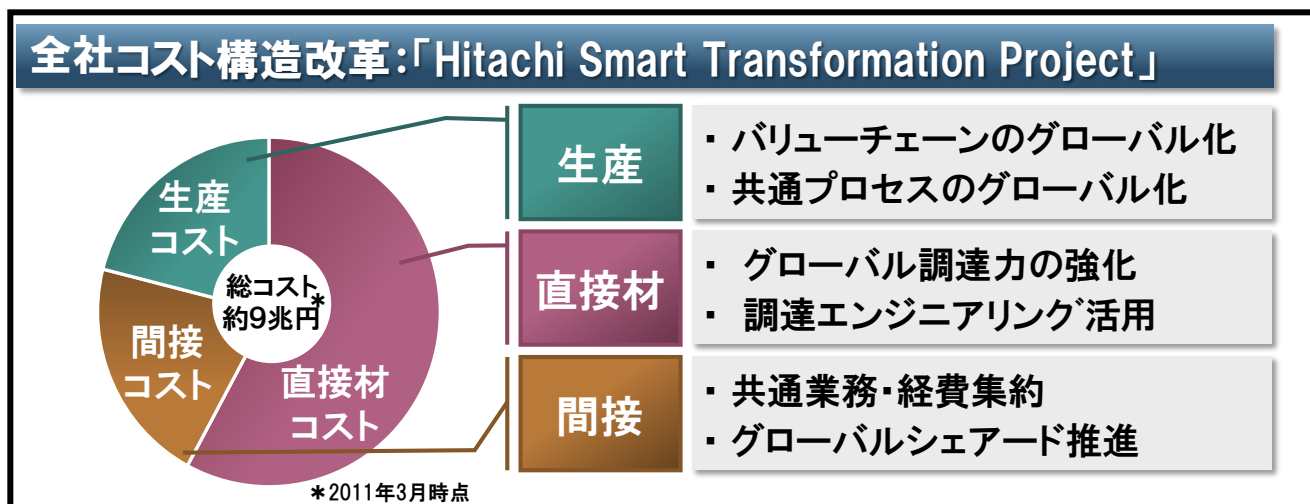 全社コスト構造改革:「Hitachi Smart Transformation Project」
生産
コスト
間接
コスト
直接材
コスト
総コスト*
約9兆円
生産
・ バリューチェーンのグローバル化
・ 共通プロセスのグローバル化
直接材
・ グローバル調達力の強化
・ 調達エンジニアリング活用
間接
・ 共通業務・経費集約
・ グローバルシェアード推進
*2011年3月時点